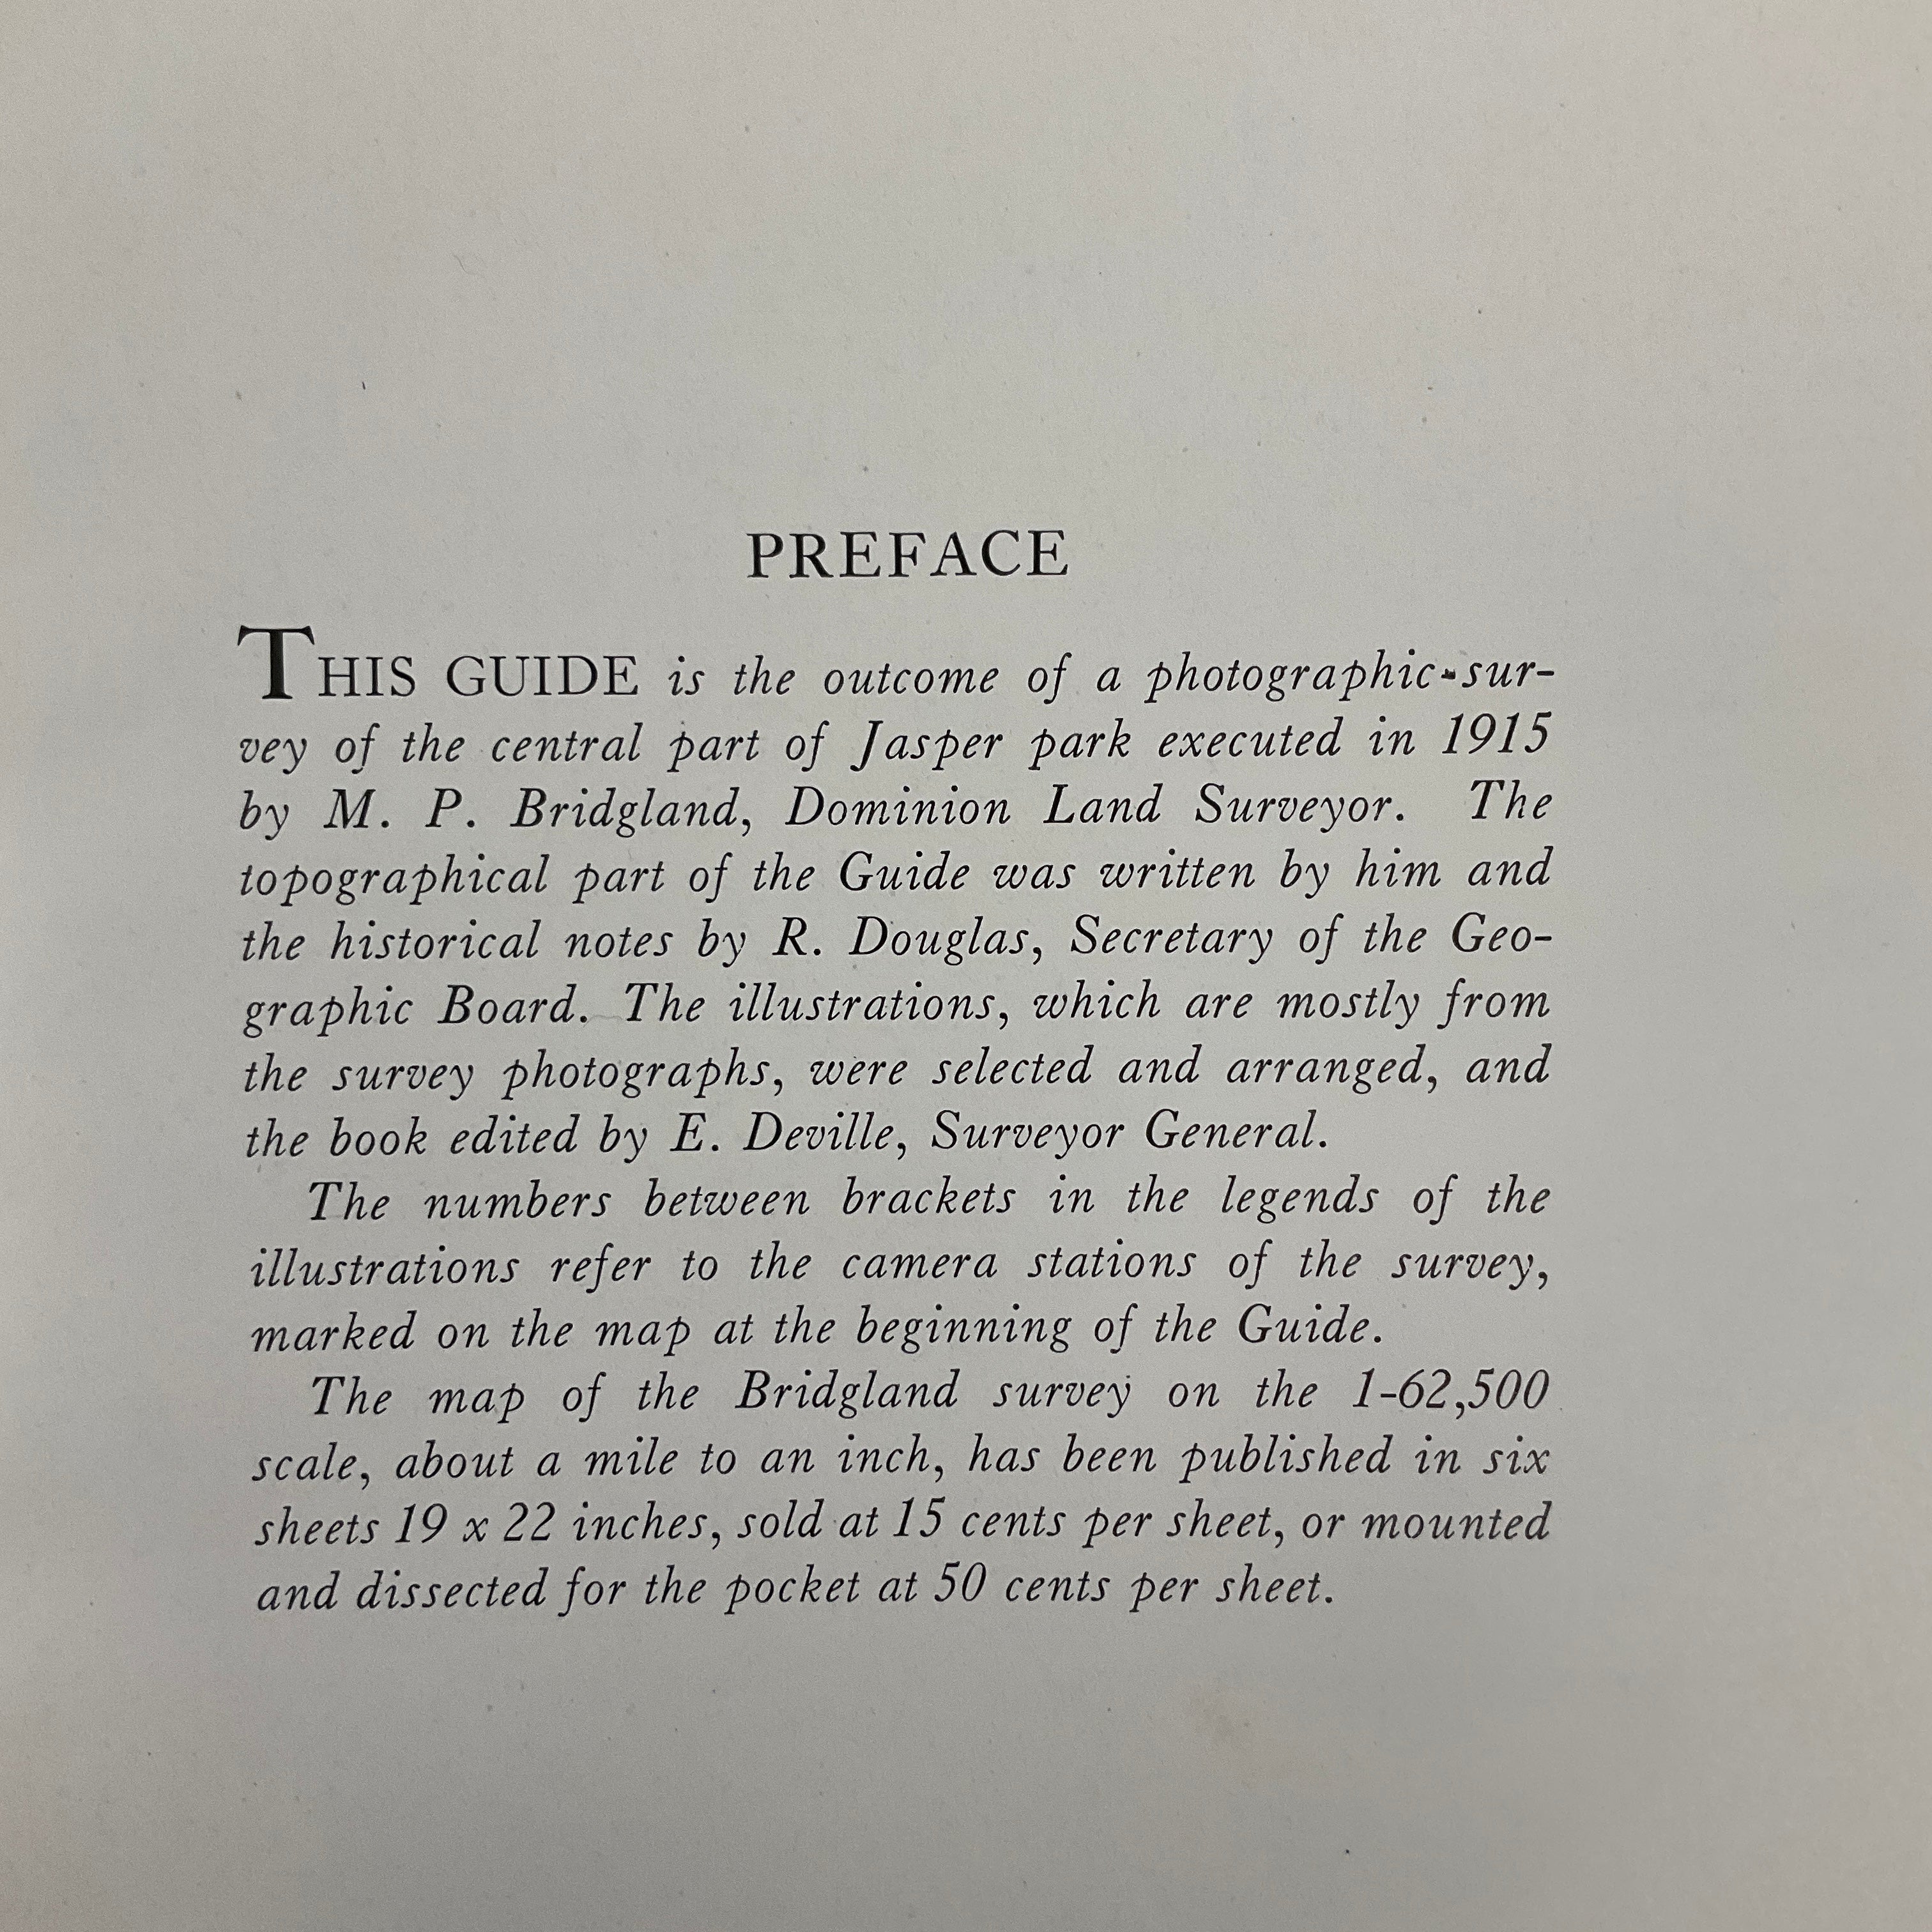 PREFACE
THIS GUIDE is the outcome of a photographic-sur-
vey of the central part of Jasper park executed in 1915
by M. P. Bridgland, Dominion Land Surveyor. The
topographical part of the Guide was written by him and
the historical notes by R. Douglas, Secretary of the Geo-
graphic Board. The illustrations, which are mostly from
the survey photographs, were selected and arranged, and
the book edited by E. Deville, Surveyor General.
The numbers between brackets in the legends of the
illustrations refer to the camera stations of the survey,
marked on the map at the beginning of the Guide.
The map of the Bridgland survey on the 1-62,500
scale, about a mile to an inch, has been published in six
sheets 19 x 22 inches, sold at 15 cents per sheet, or mounted
and dissected for the pocket at 50 cents per sheet.